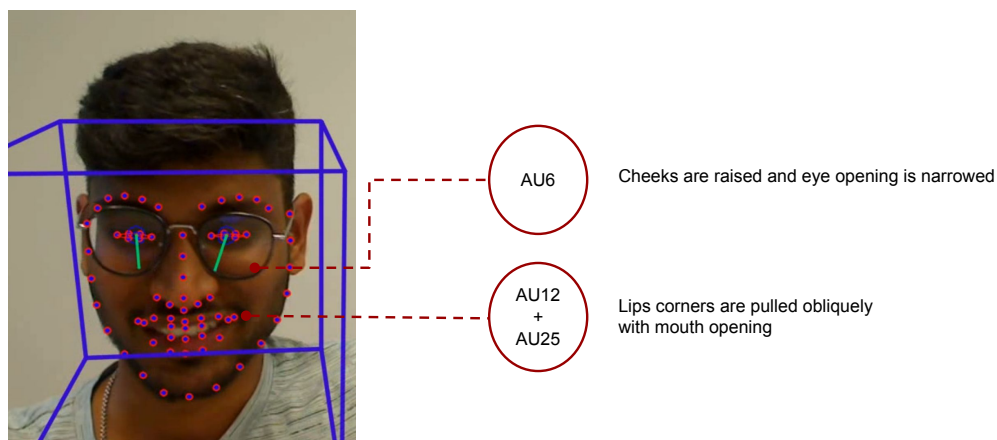 AU6
Cheeks are raised and eye opening is narrowed
AU12
+
AU25
Lips corners are pulled obliquely
with mouth opening